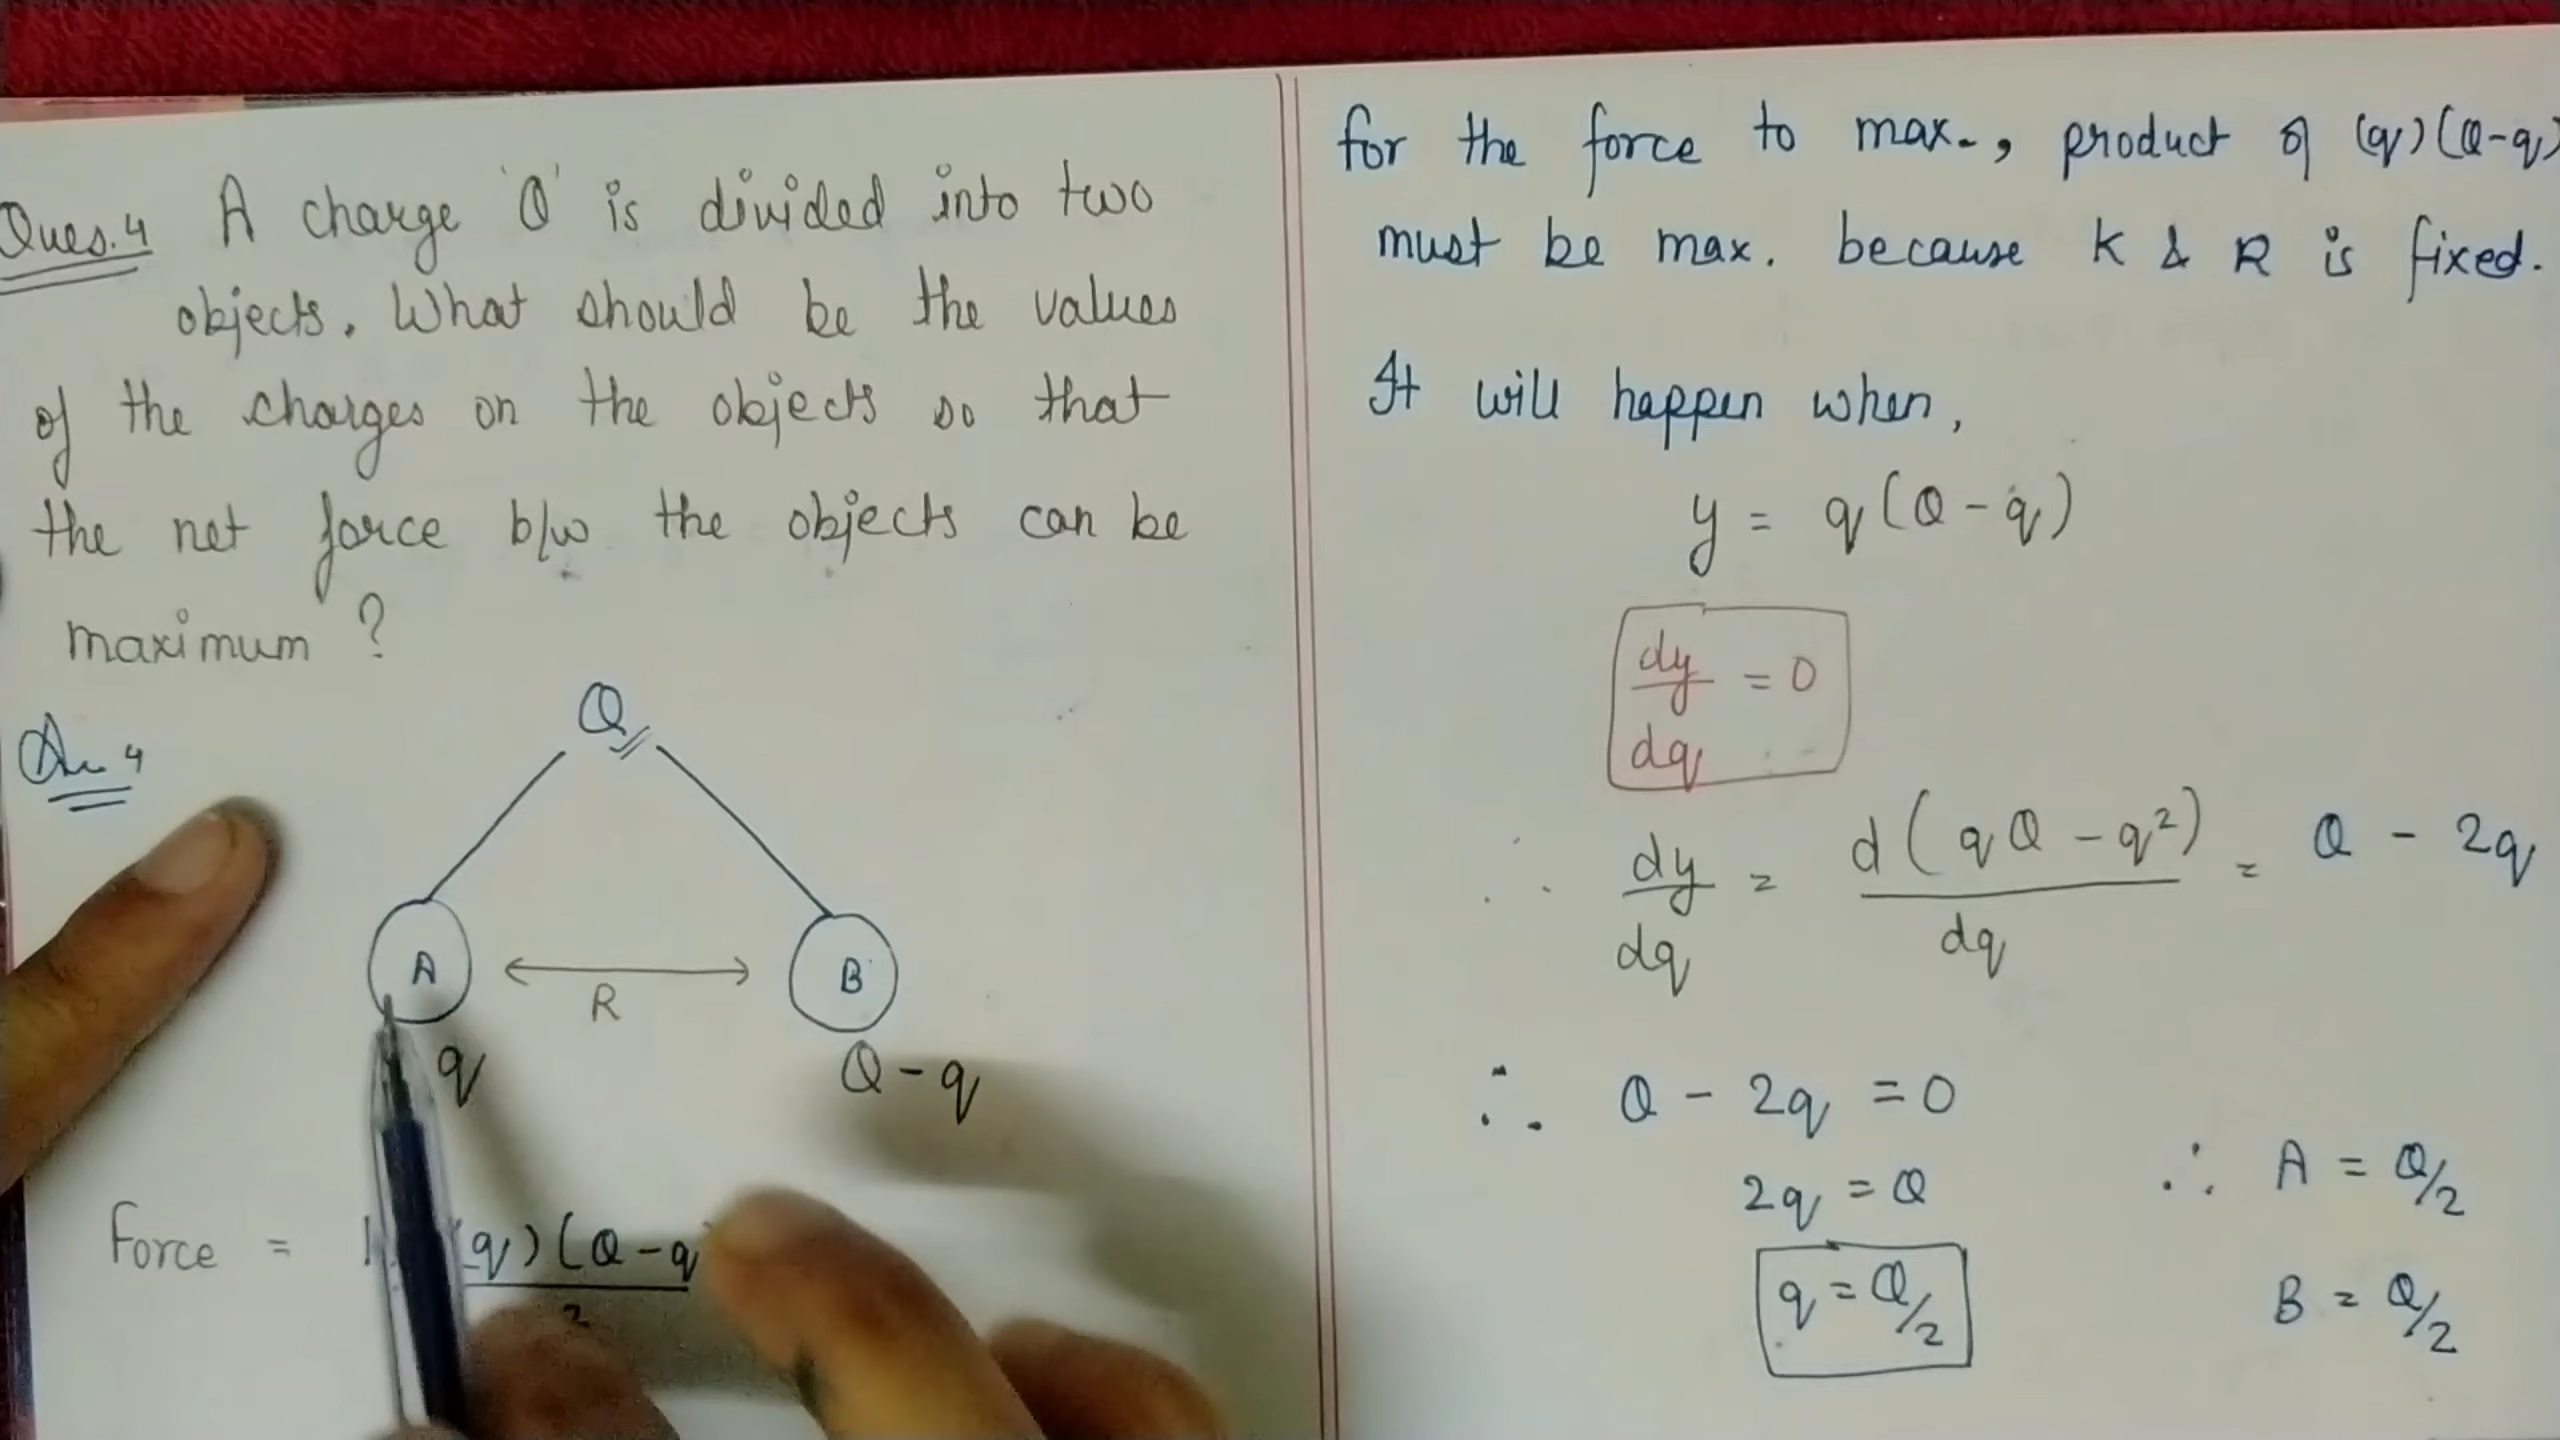 Ques. 4 A charge 'Q' is divided into two
objects. What should be the values
of the charges on the objects so that
the net force b/w the objects can be
maximum ?
4
Q
A B
R
q Q - q
Force = (q) (Q - q
2
for the force to max., product of (q) (Q-q)
must be max. because K & R is fixed.
It will happen when,
y = q (Q - q)
dy/dq = 0
∴ dy/dq = d ( qQ - q²)/dq = Q - 2q
∴ Q - 2q = 0
2q = Q
q = Q/2
∴ A = Q/2
B = Q/2